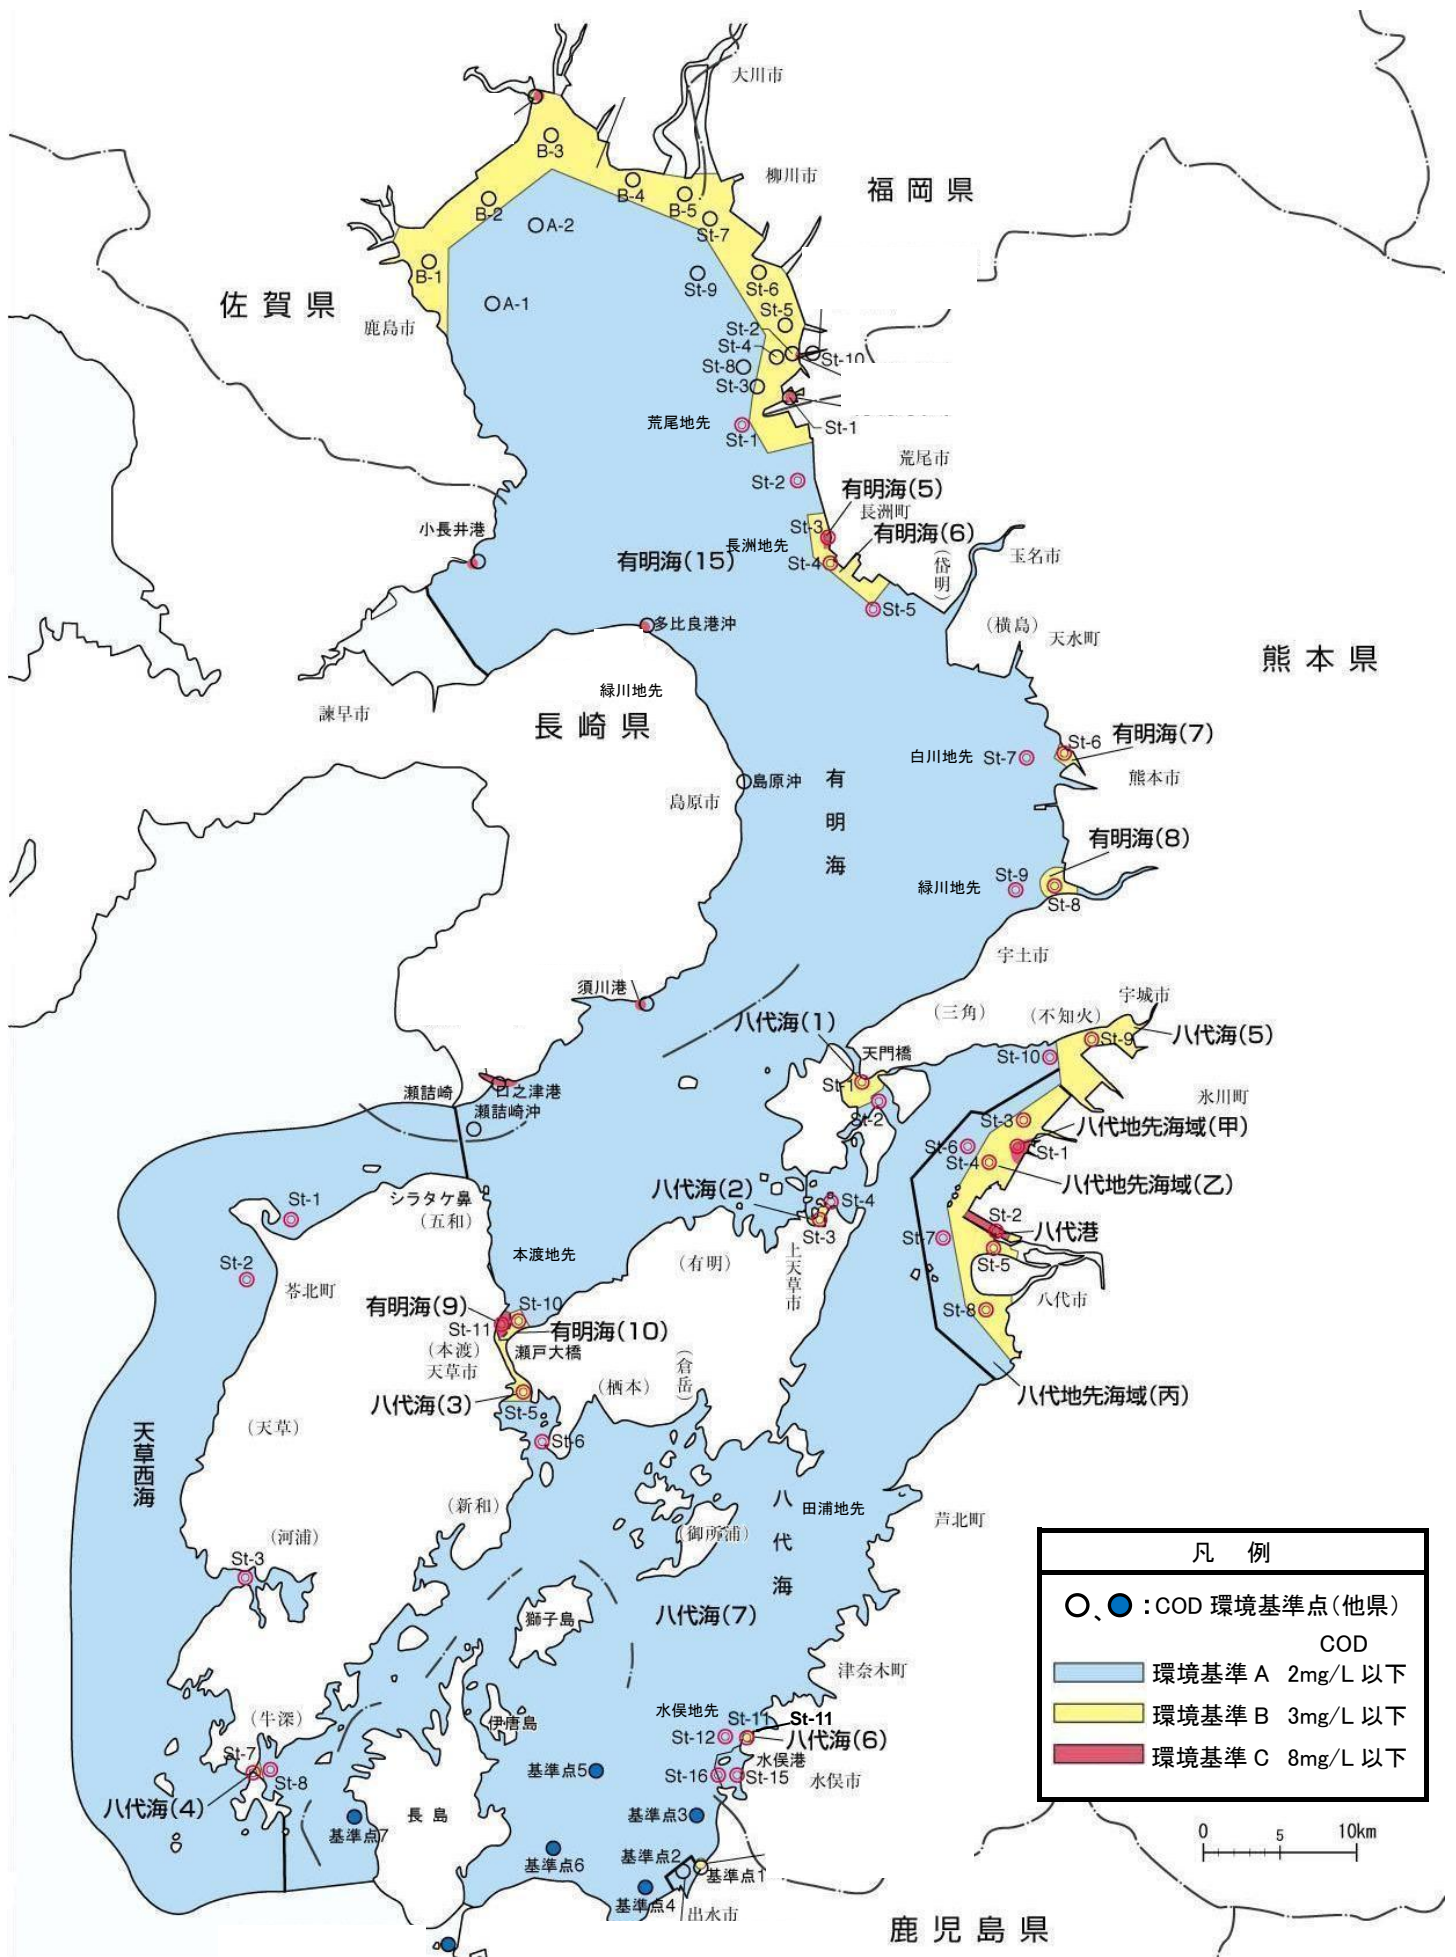 大川市
B-3
柳川市
福岡県
B-4
B-5
B-2
St-7
A-2
B-1
St-9
St-6
佐賀県
A-1
鹿島市
St-5
St-2
St-4
St-10
St-8
St-3
荒尾地先
St-1
St-1
荒尾市
St-2
有明海(5)
長洲町
小長井港
St-3
有明海(6)
長洲地先
有明海(15)
St-4
(岱明)
玉名市
St-5
多比良港沖
(横島)
天水町
熊本県
緑川地先
諫早市
長崎県
St-6
有明海(7)
白川地先
St-7
熊本市
島原沖
島原市
有明海
有明海(8)
St-9
緑川地先
St-8
宇土市
須川港
宇城市
(三角)
(不知火)
八代海(1)
天門橋
St-9
八代海(5)
St-10
St-1
口之津港
瀬詰崎
瀬詰崎沖
St-2
氷川町
St-3
八代地先海域(甲)
St-6
St-1
St-4
八代地先海域(乙)
八代海(2)
St-4
シラタケ鼻
(五和)
St-1
St-3
St-2
八代港
St-7
本渡地先
(有明)
上天草市
St-5
St-2
苓北町
八代市
有明海(9)
St-10
St-8
St-11
有明海(10)
(本渡)
瀬戸大橋
天草市
(倉岳)
(栖本)
八代海(3)
八代地先海域(丙)
St-5
(天草)
St-6
天草西海
八代海
田浦地先
(新和)
芦北町
(御所浦)
(河浦)
St-3
凡 例
○、●:COD 環境基準点(他県)
COD
環境基準 A 2mg/L 以下
環境基準 B 3mg/L 以下
環境基準 C 8mg/L 以下
獅子島
八代海(7)
津奈木町
水俣地先
St-11
St-11
(牛深)
伊唐島
St-12
八代海(6)
St-7
水俣港
St-8
基準点5
St-16
St-15
水俣市
八代海(4)
長島
基準点3
基準点7
0 5 10km
基準点2
基準点6
基準点1
基準点4
出水市
鹿児島県